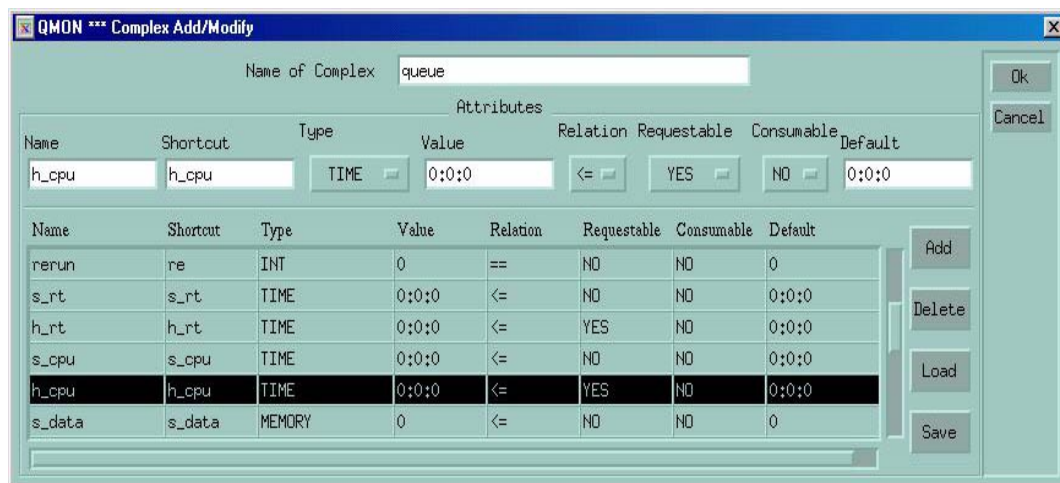 QMON *** Complex Add/Modify
Name of Complex queue
Ok
Cancel
Attributes
Name Shortcut Type Value Relation Requestable Consumable Default
h_cpu h_cpu TIME 0:0:0 <= YES NO 0:0:0
Name Shortcut Type Value Relation Requestable Consumable Default
rerun re INT 0 == NO NO 0
s_rt s_rt TIME 0:0:0 <= NO NO 0:0:0
h_rt h_rt TIME 0:0:0 <= YES NO 0:0:0
s_cpu s_cpu TIME 0:0:0 <= NO NO 0:0:0
h_cpu h_cpu TIME 0:0:0 <= YES NO 0:0:0
s_data s_data MEMORY 0 <= NO NO 0
Add
Delete
Load
Save